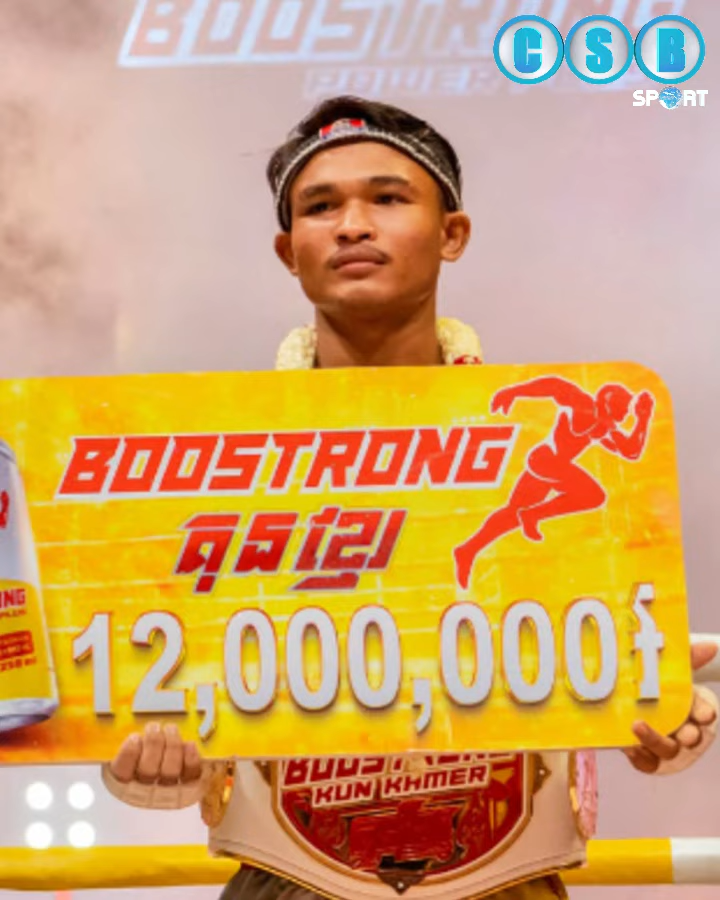 BOOSTRONG
CSB
SPORT
BOOSTRONG
គុនខ្មែរ
12,000,000៛
BOOSTRONG
KUN KHMER